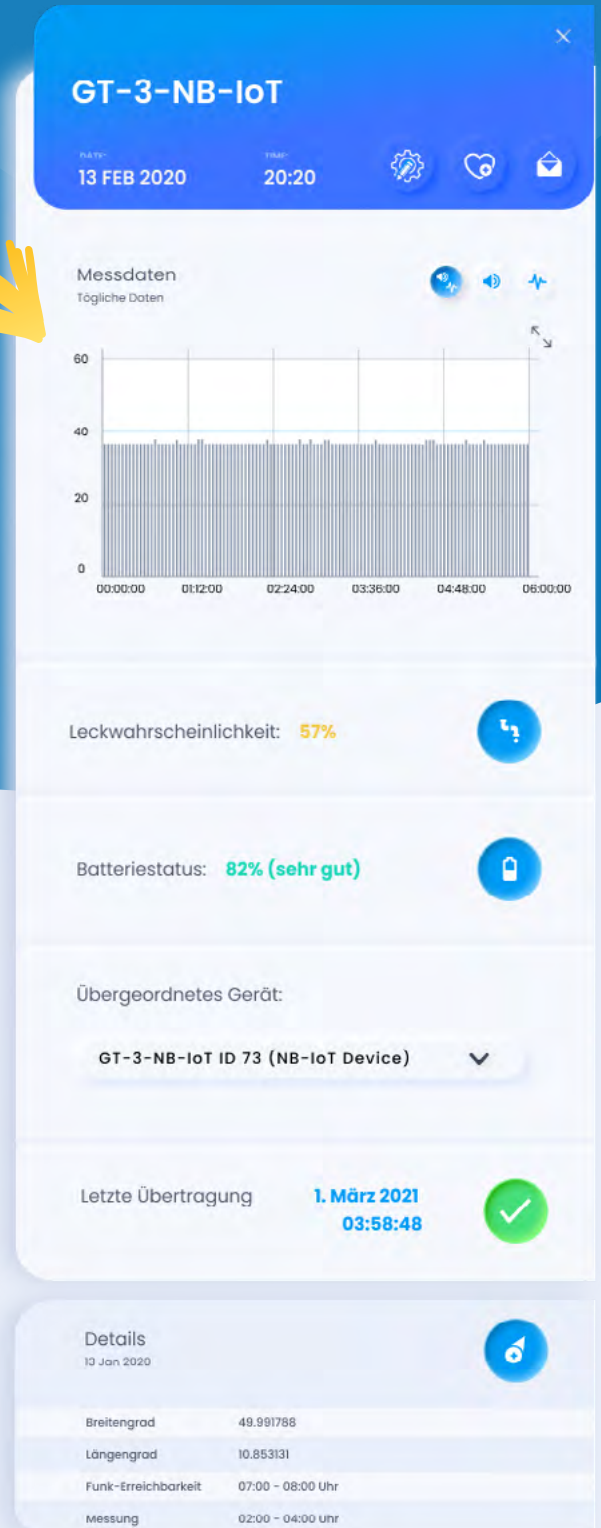 GT-3-NB-IoT
DATE: TIME:
13 FEB 2020 20:20
Messdaten
Tögliche Daten
60
40
20
0
00:00:00 01:12:00 02:24:00 03:36:00 04:48:00 06:00:00
Leckwahrscheinlichkeit: 57%
Batteriestatus: 82% (sehr gut)
Übergeordnetes Gerät:
GT-3-NB-IoT ID 73 (NB-IoT Device)
Letzte Übertragung 1. März 2021
03:58:48
Details
13 Jan 2020
Breitengrad 49.991788
Längengrad 10.853131
Funk-Erreichbarkeit 07:00 - 08:00 Uhr
Messung 02:00 - 04:00 Uhr